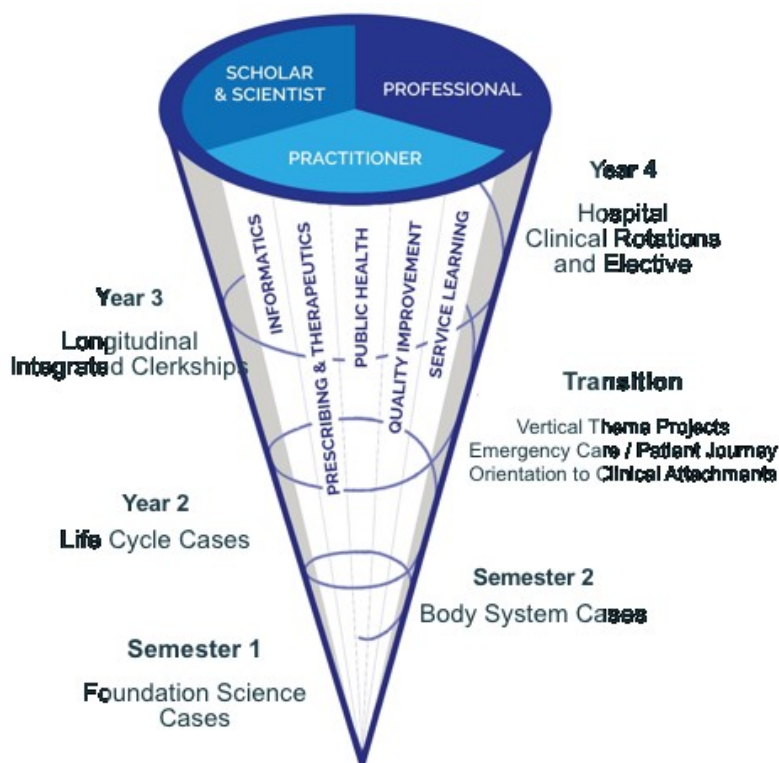 SCHOLAR
& SCIENTIST
PROFESSIONAL
PRACTITIONER
INFORMATICS
PRESCRIBING & THERAPEUTICS
PUBLIC HEALTH
QUALITY IMPROVEMENT
SERVICE LEARNING
Year 4
Hospital
Clinical Rotations
and Elective
Year 3
Longitudinal
Integrated Clerkships
Transition
Vertical Theme Projects
Emergency Care / Patient Journey
Orientation to Clinical Attachments
Year 2
Life Cycle Cases
Semester 2
Body System Cases
Semester 1
Foundation Science
Cases